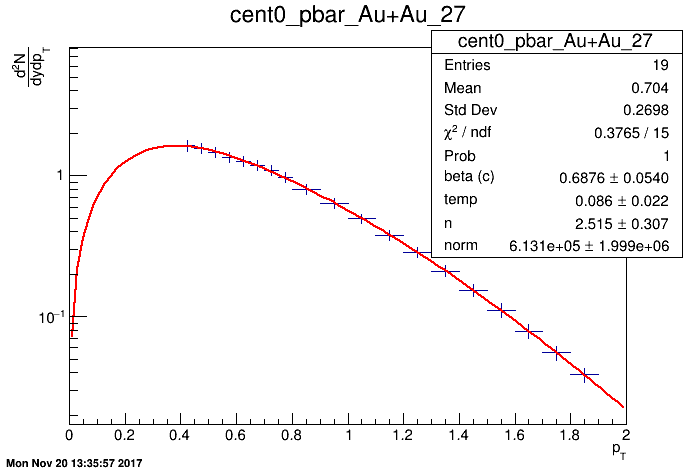 cent0_pbar_Au+Au_27
d²N
dydp_T
cent0_pbar_Au+Au_27
Entries 19
Mean 0.704
Std Dev 0.2698
χ² / ndf 0.3765 / 15
Prob 1
beta (c) 0.6876 ± 0.0540
temp 0.086 ± 0.022
n 2.515 ± 0.307
norm 6.131e+05 ± 1.999e+06
1
10⁻¹
0 0.2 0.4 0.6 0.8 1 1.2 1.4 1.6 1.8 2
p_T
Mon Nov 20 13:35:57 2017